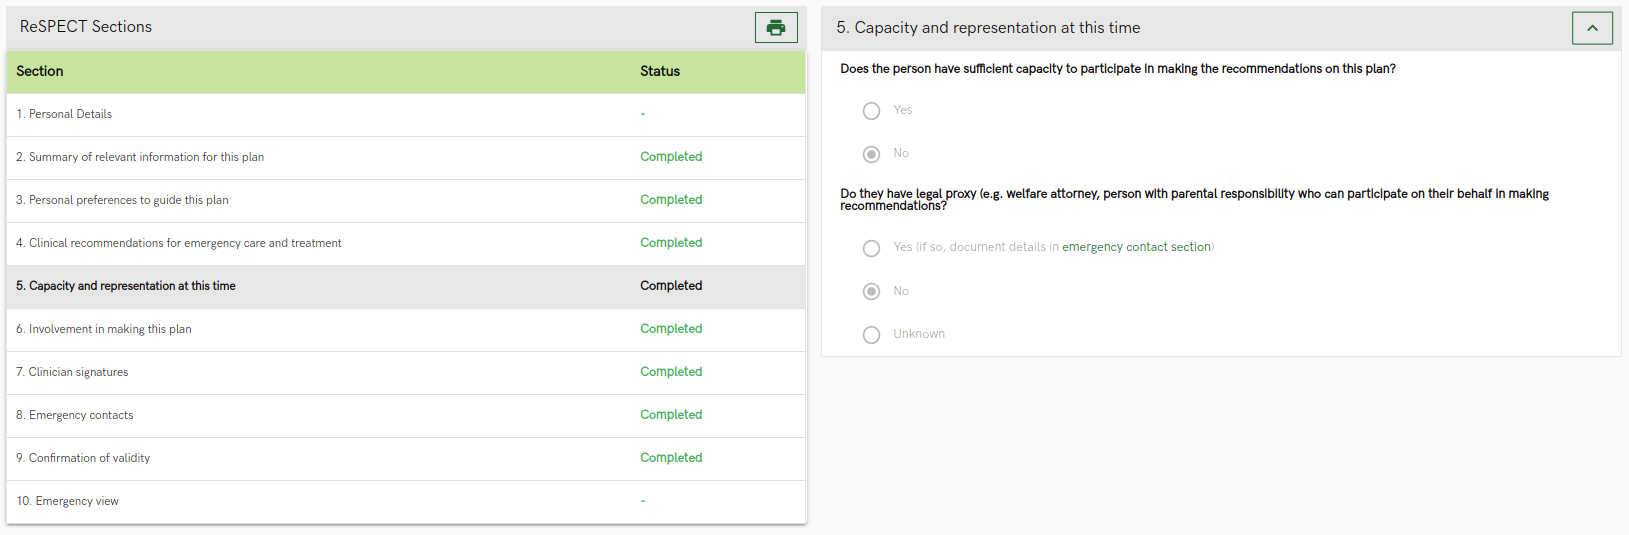 ReSPECT Sections
Section Status
1. Personal Details -
2. Summary of relevant information for this plan Completed
3. Personal preferences to guide this plan Completed
4. Clinical recommendations for emergency care and treatment Completed
5. Capacity and representation at this time Completed
6. Involvement in making this plan Completed
7. Clinician signatures Completed
8. Emergency contacts Completed
9. Confirmation of validity Completed
10. Emergency view -
5. Capacity and representation at this time
Does the person have sufficient capacity to participate in making the recommendations on this plan?
Yes
No
Do they have legal proxy (e.g. welfare attorney, person with parental responsibility who can participate on their behalf in making
recommendations?
Yes (if so, document details in emergency contact section)
No
Unknown